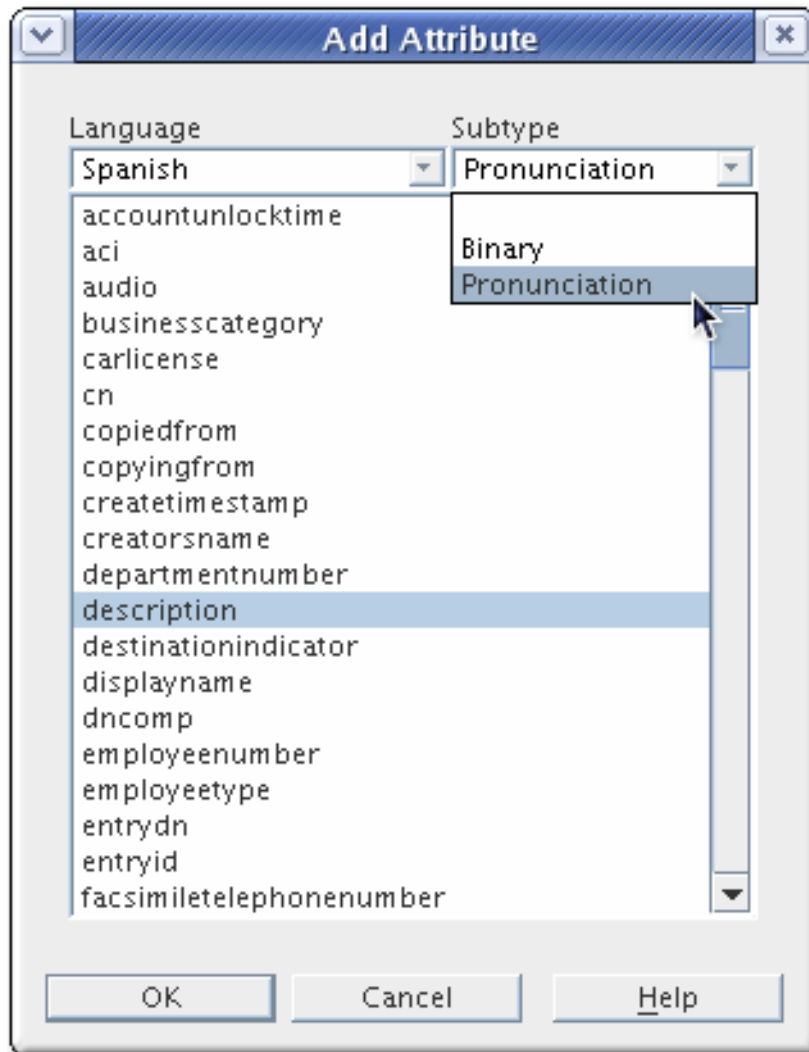 Add Attribute
Language Subtype
Spanish Pronunciation
accountunlocktime
aci Binary
audio Pronunciation
businesscategory
carlicense
cn
copiedfrom
copyingfrom
createtimestamp
creatorsname
departmentnumber
description
destinationindicator
displayname
dncomp
employeenumber
employeetype
entrydn
entryid
facsimiletelephonenumber
OK Cancel Help